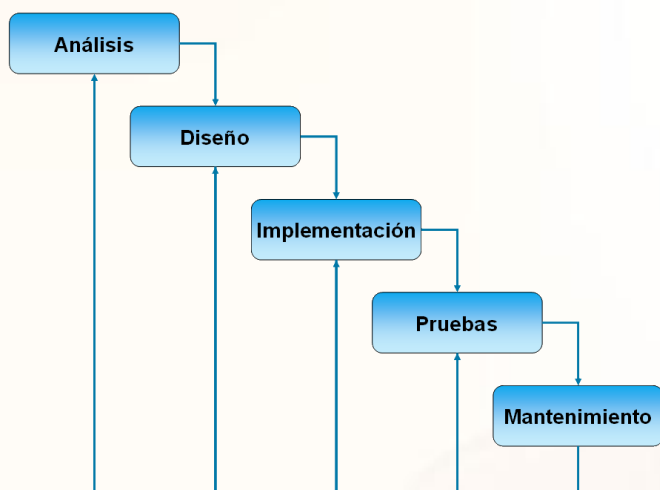 Análisis
Diseño
Implementación
Pruebas
Mantenimiento